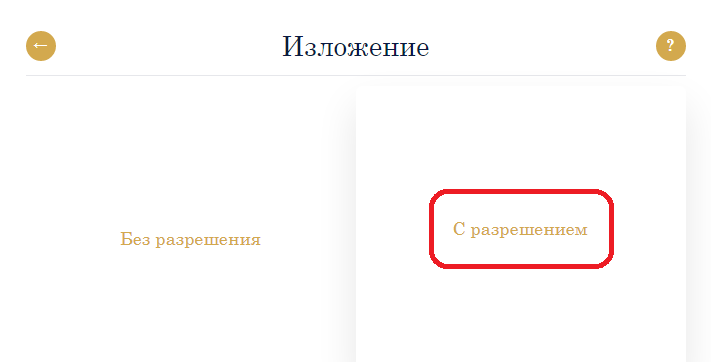 ←
Изложение
?
Без разрешения
С разрешением